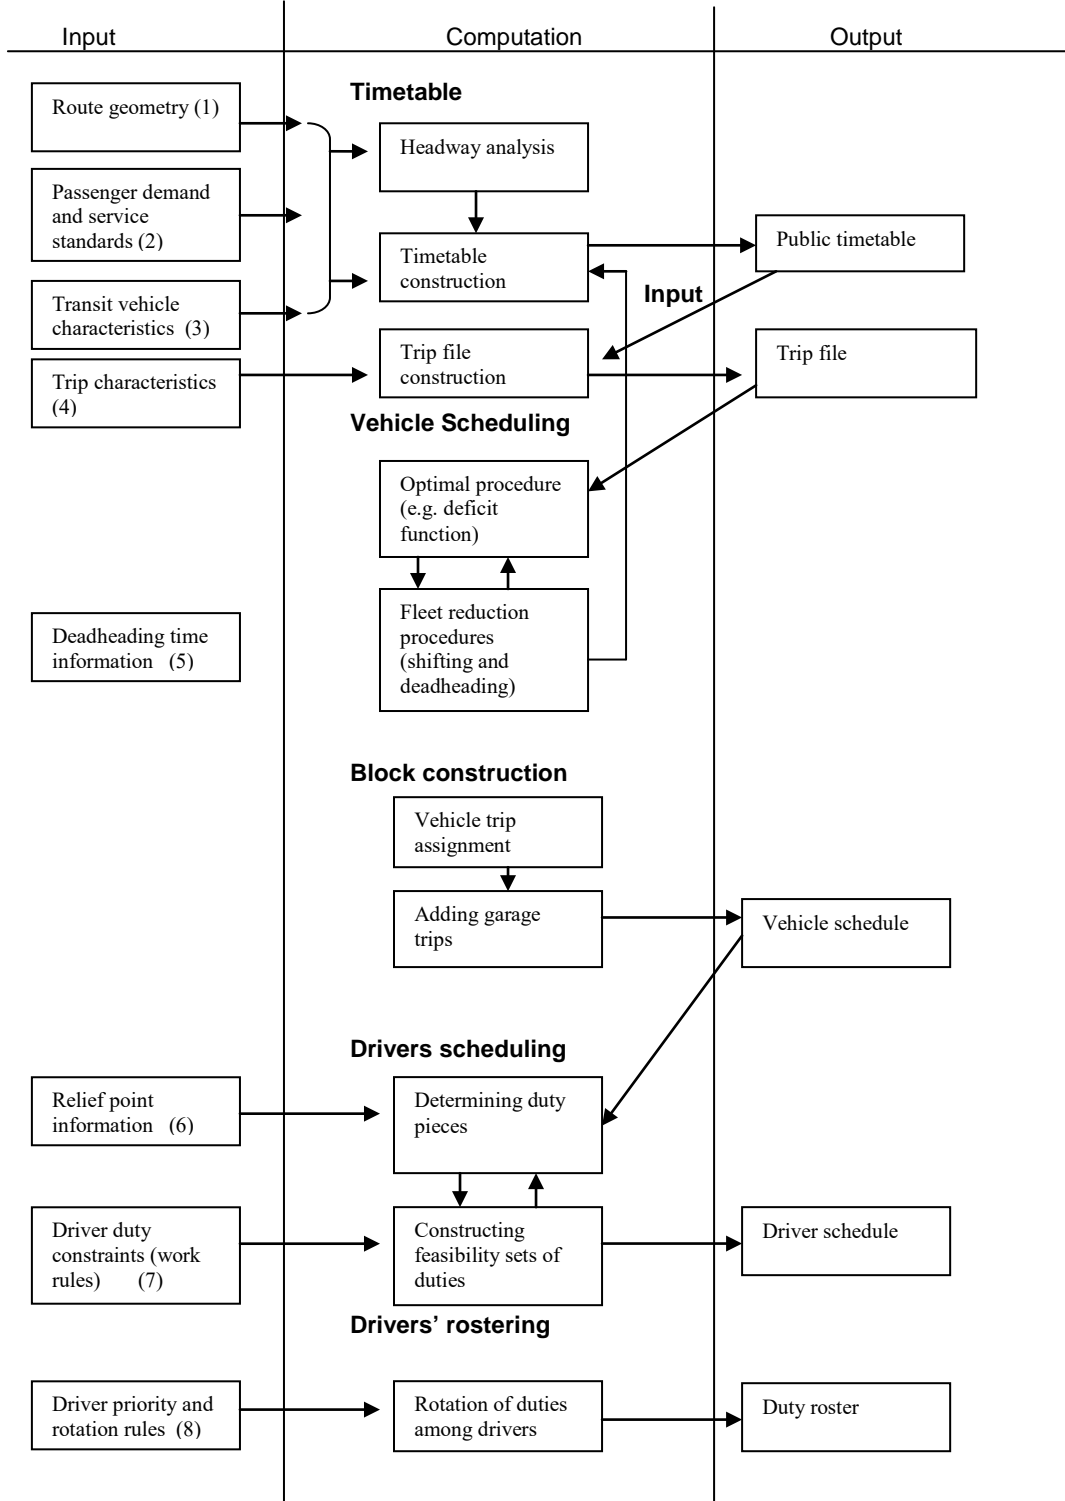 Input
Computation
Output
Timetable
Route geometry (1)
Headway analysis
Passenger demand
and service
standards (2)
Public timetable
Timetable
construction
Input
Transit vehicle
characteristics  (3)
Trip file
construction
Trip file
Trip characteristics
(4)
Vehicle Scheduling
Optimal procedure
(e.g. deficit
function)
Fleet reduction
procedures
(shifting and
deadheading)
Deadheading time
information   (5)
Block construction
Vehicle trip
assignment
Adding garage
trips
Vehicle schedule
Drivers scheduling
Relief point
information   (6)
Determining duty
pieces
Driver duty
constraints (work
rules)      (7)
Constructing
feasibility sets of
duties
Driver schedule
Drivers’ rostering
Driver priority and
rotation rules  (8)
Rotation of duties
among drivers
Duty roster